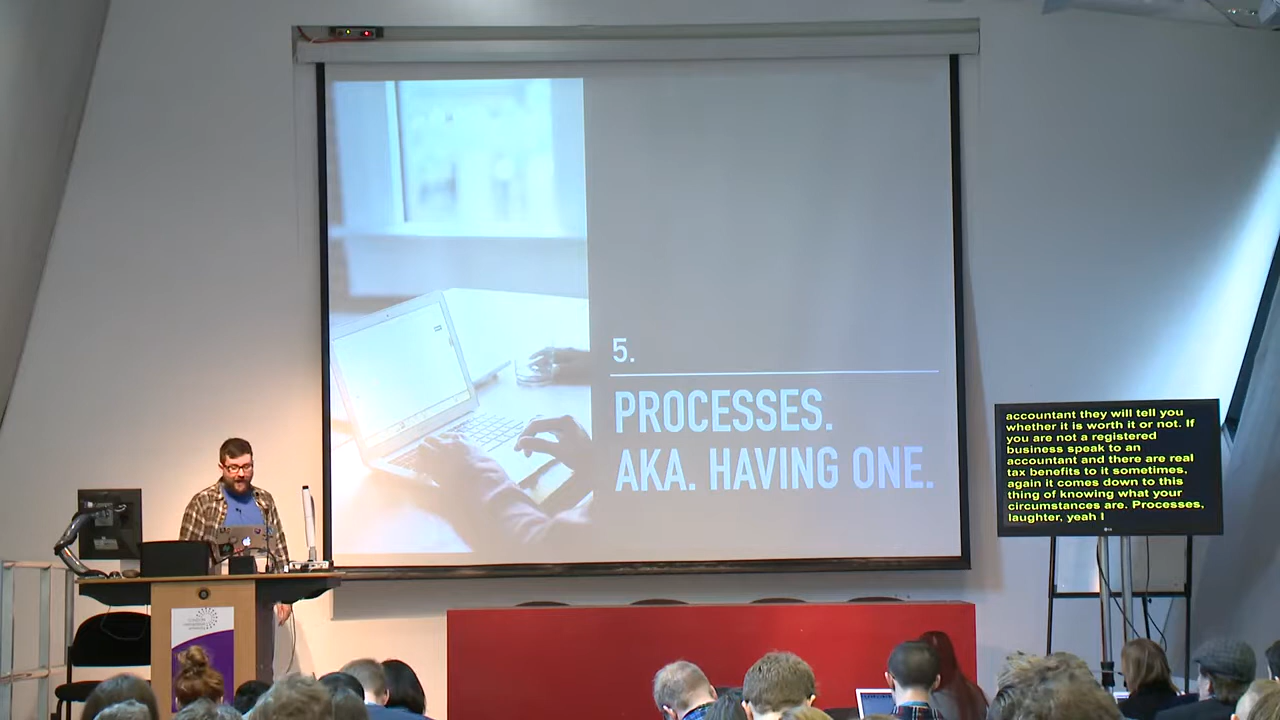 5.
PROCESSES.
AKA. HAVING ONE.
accountant they will tell you
whether it is worth it or not. If
you are not a registered
business speak to an
accountant and there are real
tax benefits to it sometimes,
again it comes down to this
thing of knowing what your
circumstances are. Processes,
laughter, yeah I
LG